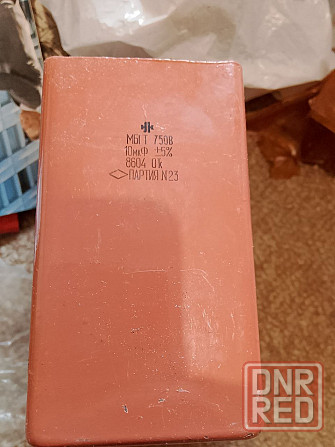 МБГТ 750В
10мкФ ±5%
8604 ОК
ПАРТИЯ N23
DNR
RED